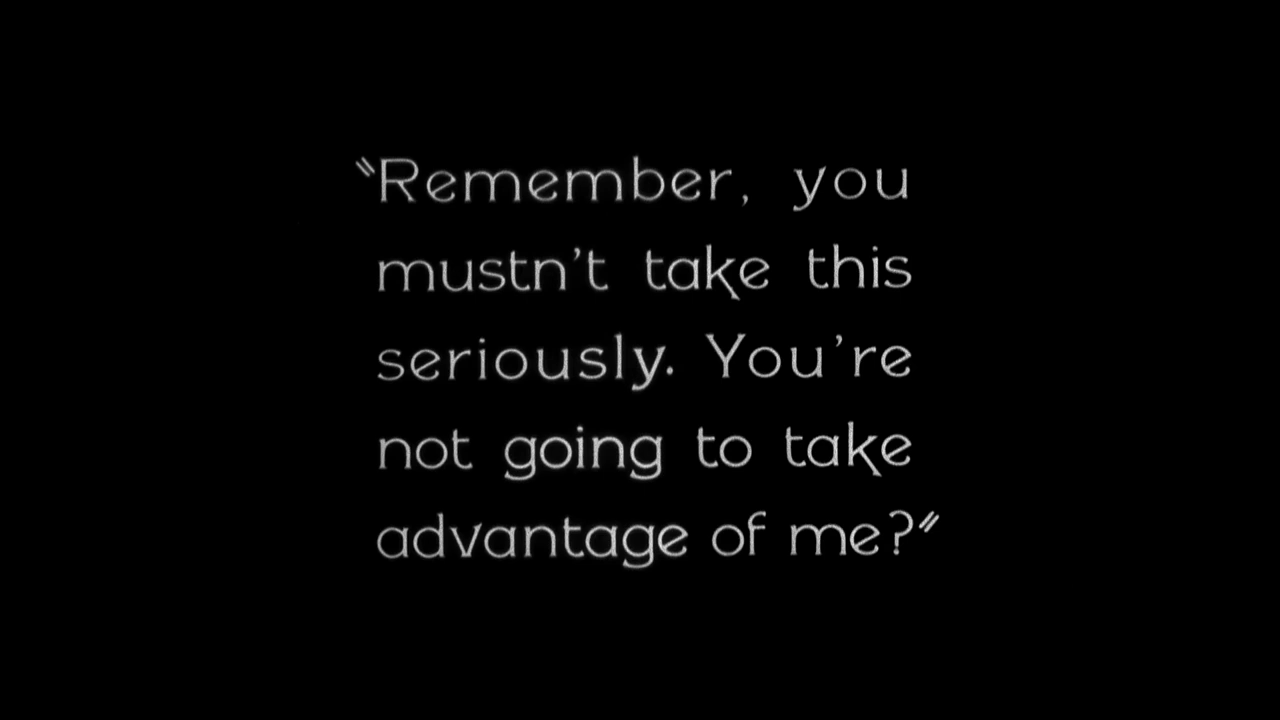 “Remember, you
mustn’t take this
seriously. You’re
not going to take
advantage of me?”